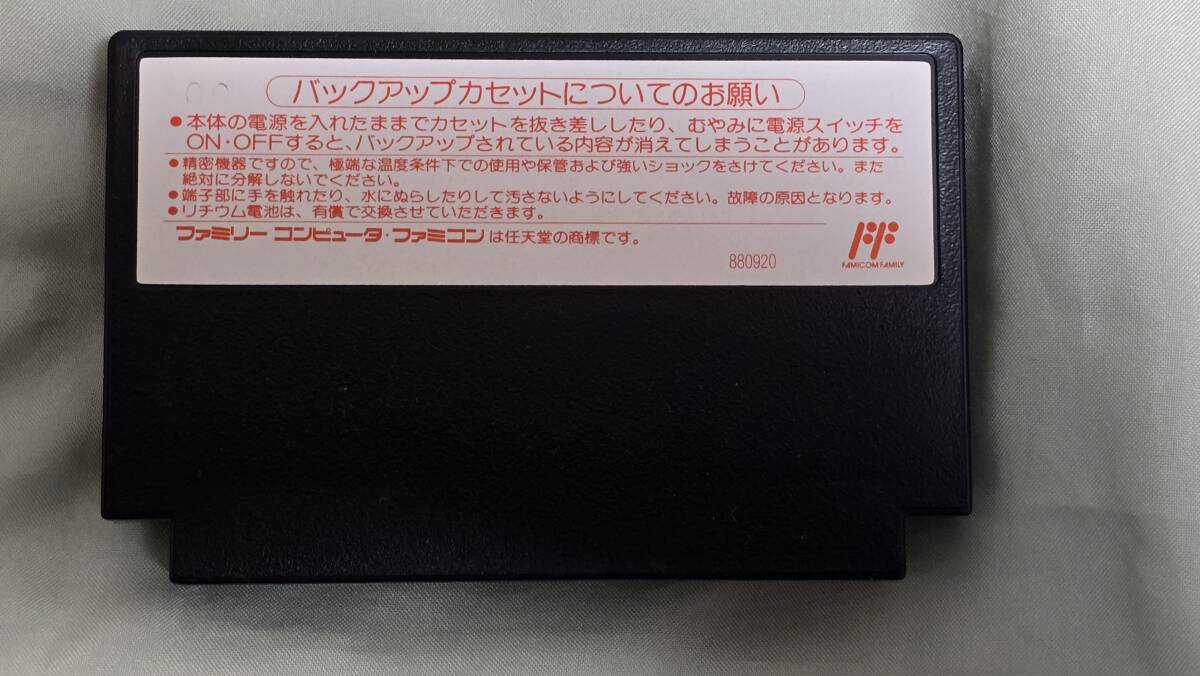 バックアップカセットについてのお願い
●本体の電源を入れたままでカセットを抜き差ししたり、むやみに電源スイッチを
ON・OFFすると、バックアップされている内容が消えてしまうことがあります。
●精密機器ですので、極端な温度条件下での使用や保管および強いショックをさけてください。また
絶対に分解しないでください。
●端子部に手を触れたり、水にぬらしたりして汚さないようにしてください。故障の原因となります。
●リチウム電池は、有償で交換させていただきます。
ファミリー コンピュータ・ファミコンは任天堂の商標です。
880920
FAMICOM FAMILY